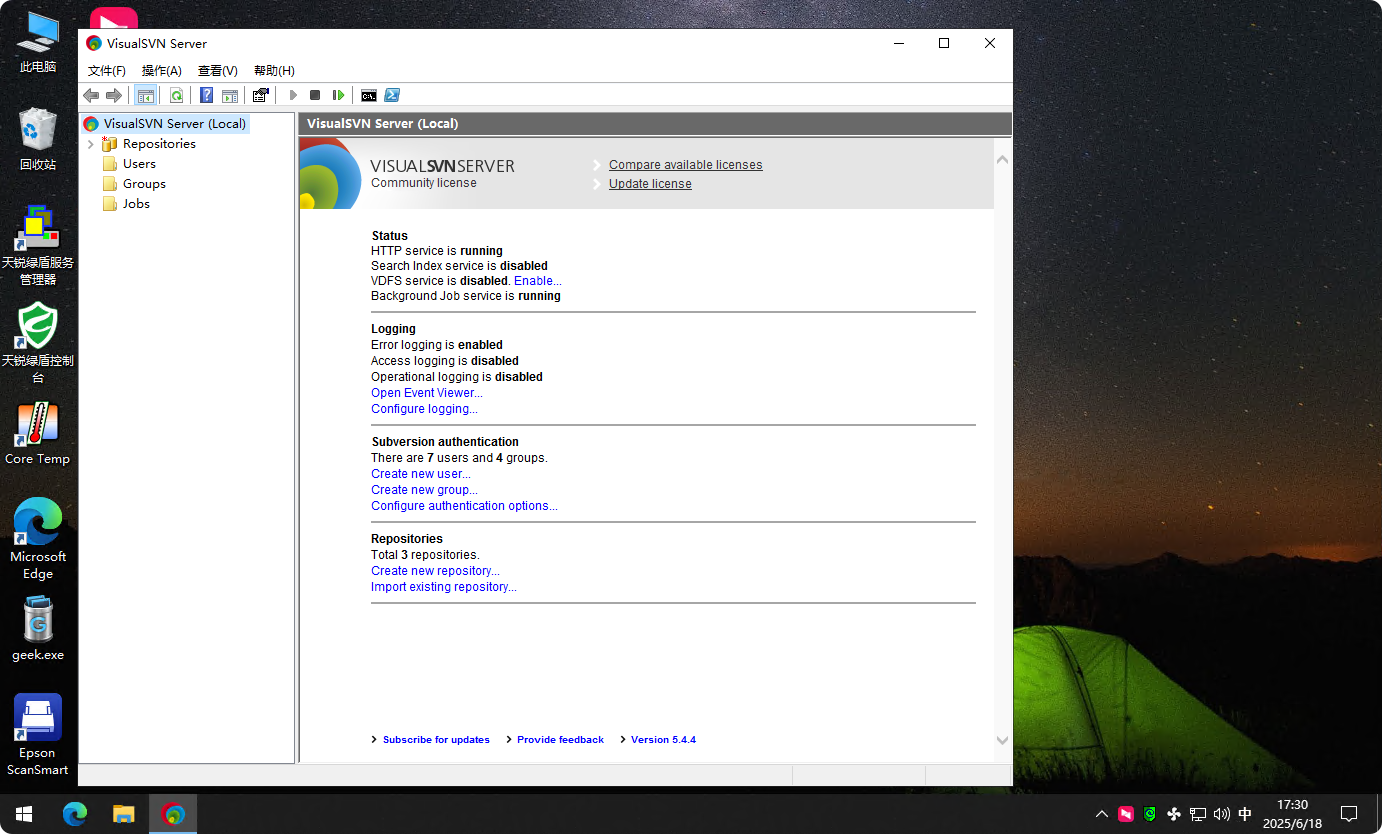 此电脑
回收站
天锐绿盾服务
管理器
天锐绿盾控制
台
Core Temp
Microsoft
Edge
geek.exe
Epson
ScanSmart
VisualSVN Server
文件(F)
操作(A)
查看(V)
帮助(H)
C:\.
VisualSVN Server (Local)
Repositories
Users
Groups
Jobs
VisualSVN Server (Local)
VISUALSVNSERVER
Community license
Compare available licenses
Update license
Status
HTTP service is running
Search Index service is disabled
VDFS service is disabled. Enable...
Background Job service is running
Logging
Error logging is enabled
Access logging is disabled
Operational logging is disabled
Open Event Viewer...
Configure logging...
Subversion authentication
There are 7 users and 4 groups.
Create new user...
Create new group...
Configure authentication options...
Repositories
Total 3 repositories.
Create new repository...
Import existing repository...
Subscribe for updates
Provide feedback
Version 5.4.4
中
17:30
2025/6/18